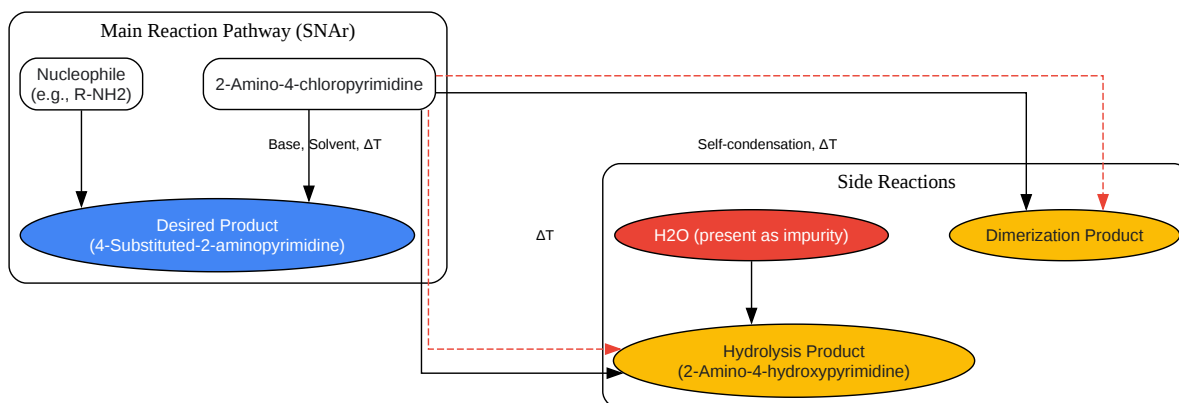 Main Reaction Pathway (SNAr)
Nucleophile
(e.g., R-NH2)
2-Amino-4-chloropyrimidine
Base, Solvent, ΔT
Self-condensation, ΔT
Desired Product
(4-Substituted-2-aminopyrimidine)
ΔT
Side Reactions
H2O (present as impurity)
Dimerization Product
Hydrolysis Product
(2-Amino-4-hydroxypyrimidine)